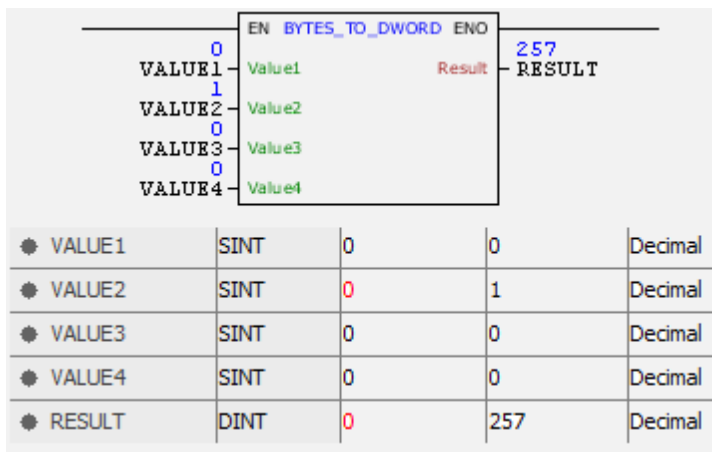 EN BYTES_TO_DWORD ENO
0 257
VALUE1 Value1 Result RESULT
1
VALUE2 Value2
0
VALUE3 Value3
0
VALUE4 Value4
VALUE1 SINT 0 0 Decimal
VALUE2 SINT 0 1 Decimal
VALUE3 SINT 0 0 Decimal
VALUE4 SINT 0 0 Decimal
RESULT DINT 0 257 Decimal